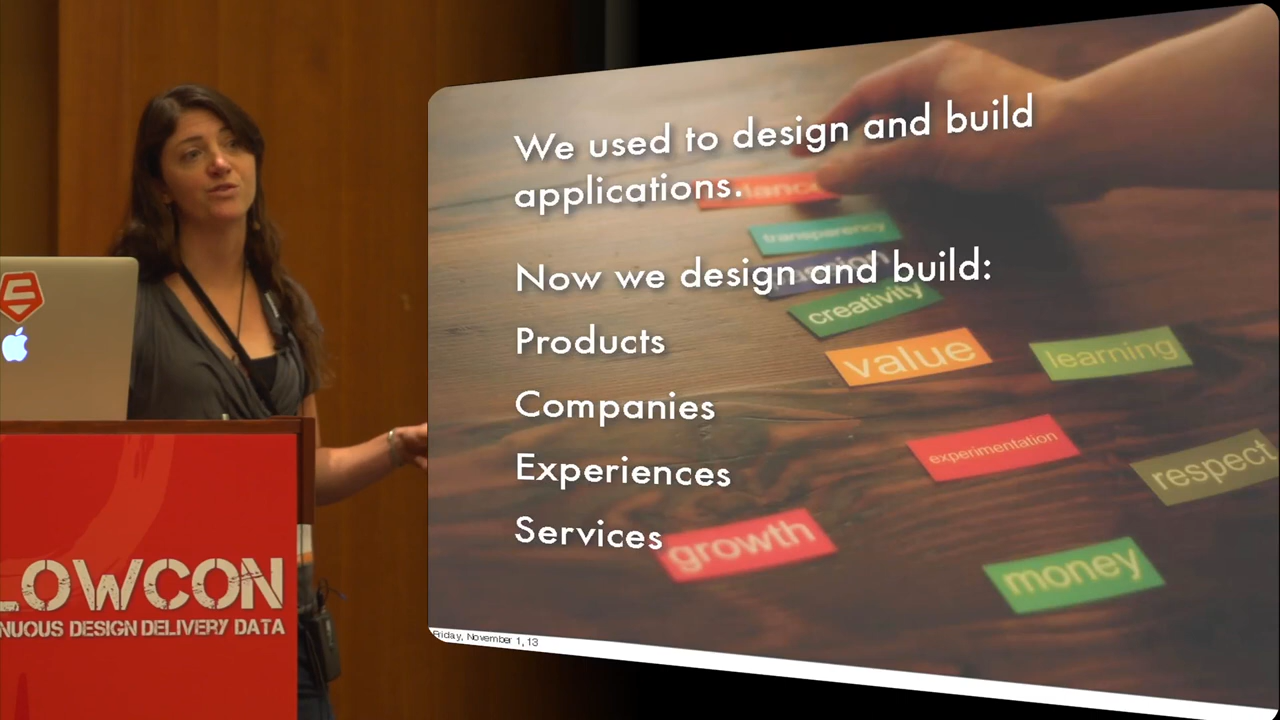 We used to design and build
applications.
Now we design and build:
Products
Companies
Experiences
Services
transparency
creativity
value
learning
experimentation
respect
growth
money
Friday, November 1, 13
LOWCON
NUOUS DESIGN DELIVERY DATA